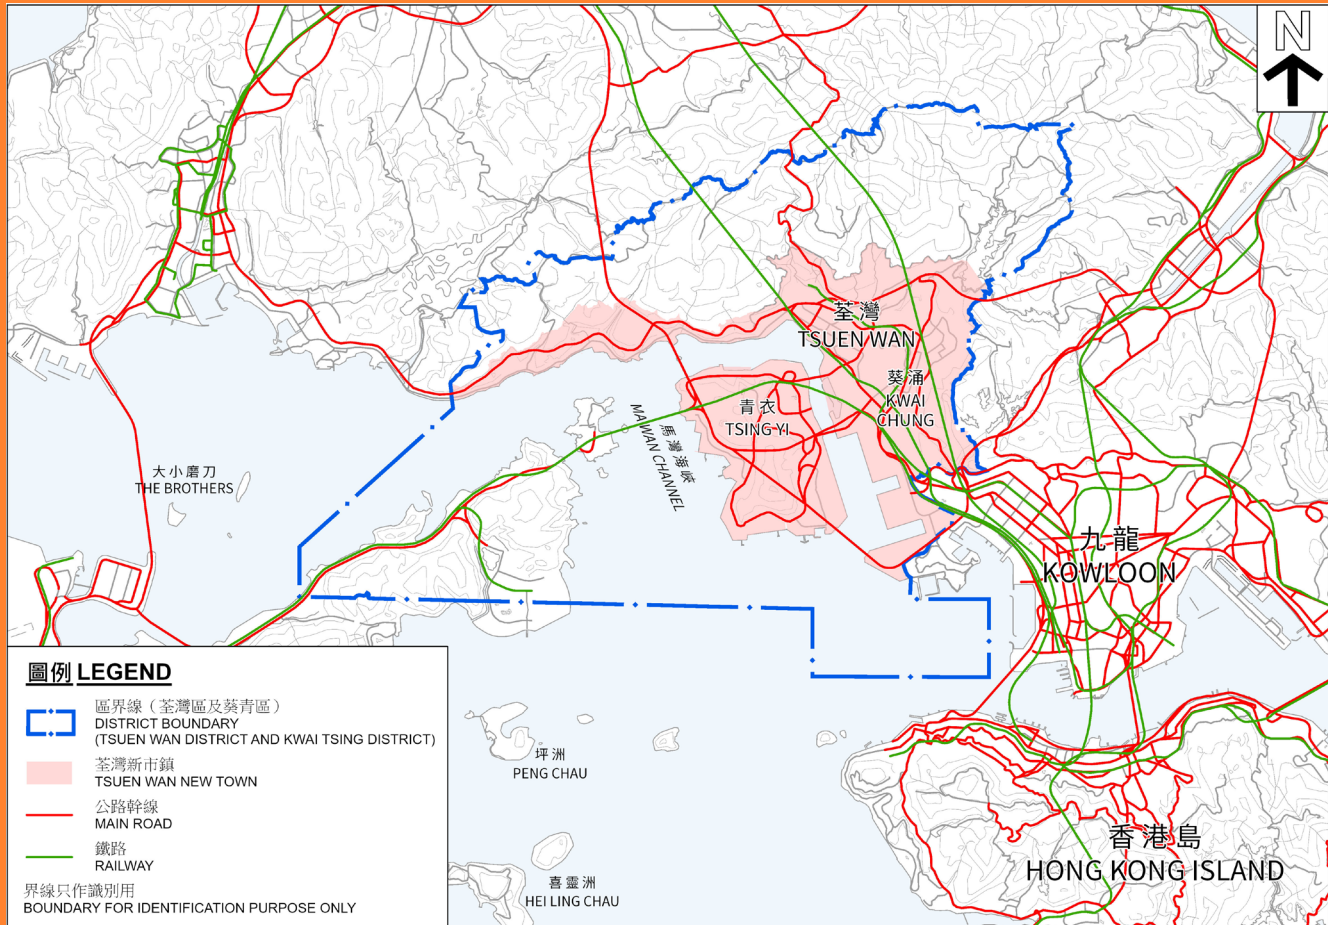 N
荃灣
TSUEN WAN
葵涌
KWAI
CHUNG
青衣
TSING YI
馬灣海峽
MA WAN CHANNEL
大小磨刀
THE BROTHERS
九龍
KOWLOON
坪洲
PENG CHAU
喜靈洲
HEI LING CHAU
香港島
HONG KONG ISLAND
圖例 LEGEND
區界線（荃灣區及葵青區）
DISTRICT BOUNDARY
(TSUEN WAN DISTRICT AND KWAI TSING DISTRICT)
荃灣新市鎮
TSUEN WAN NEW TOWN
公路幹線
MAIN ROAD
鐵路
RAILWAY
界線只作識別用
BOUNDARY FOR IDENTIFICATION PURPOSE ONLY